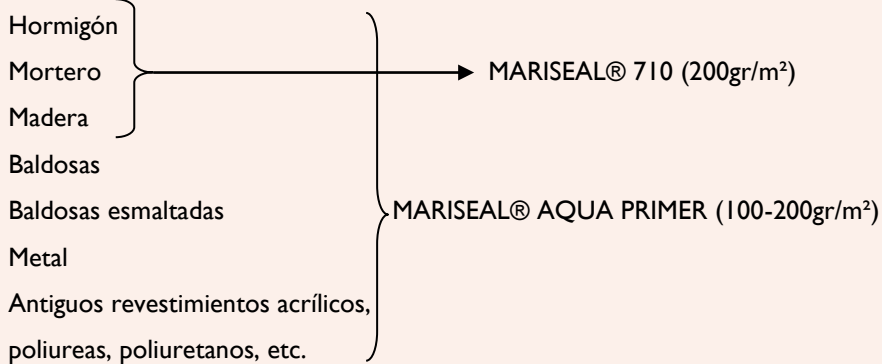 Hormigón
Mortero
MARISEAL® 710 (200gr/m²)
Madera
Baldosas
Baldosas esmaltadas
MARISEAL® AQUA PRIMER (100-200gr/m²)
Metal
Antiguos revestimientos acrílicos,
poliureas, poliuretanos, etc.